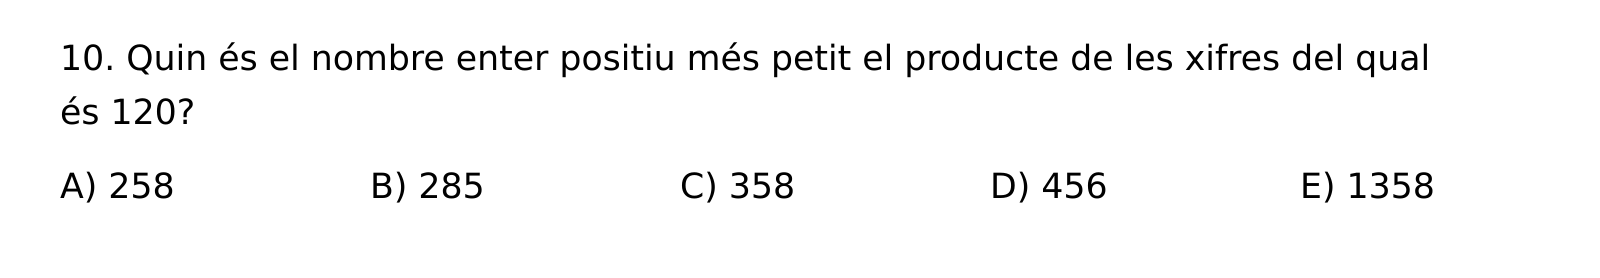 10. Quin és el nombre enter positiu més petit el producte de les xifres del qual
és 120?
A) 258 B) 285 C) 358 D) 456 E) 1358